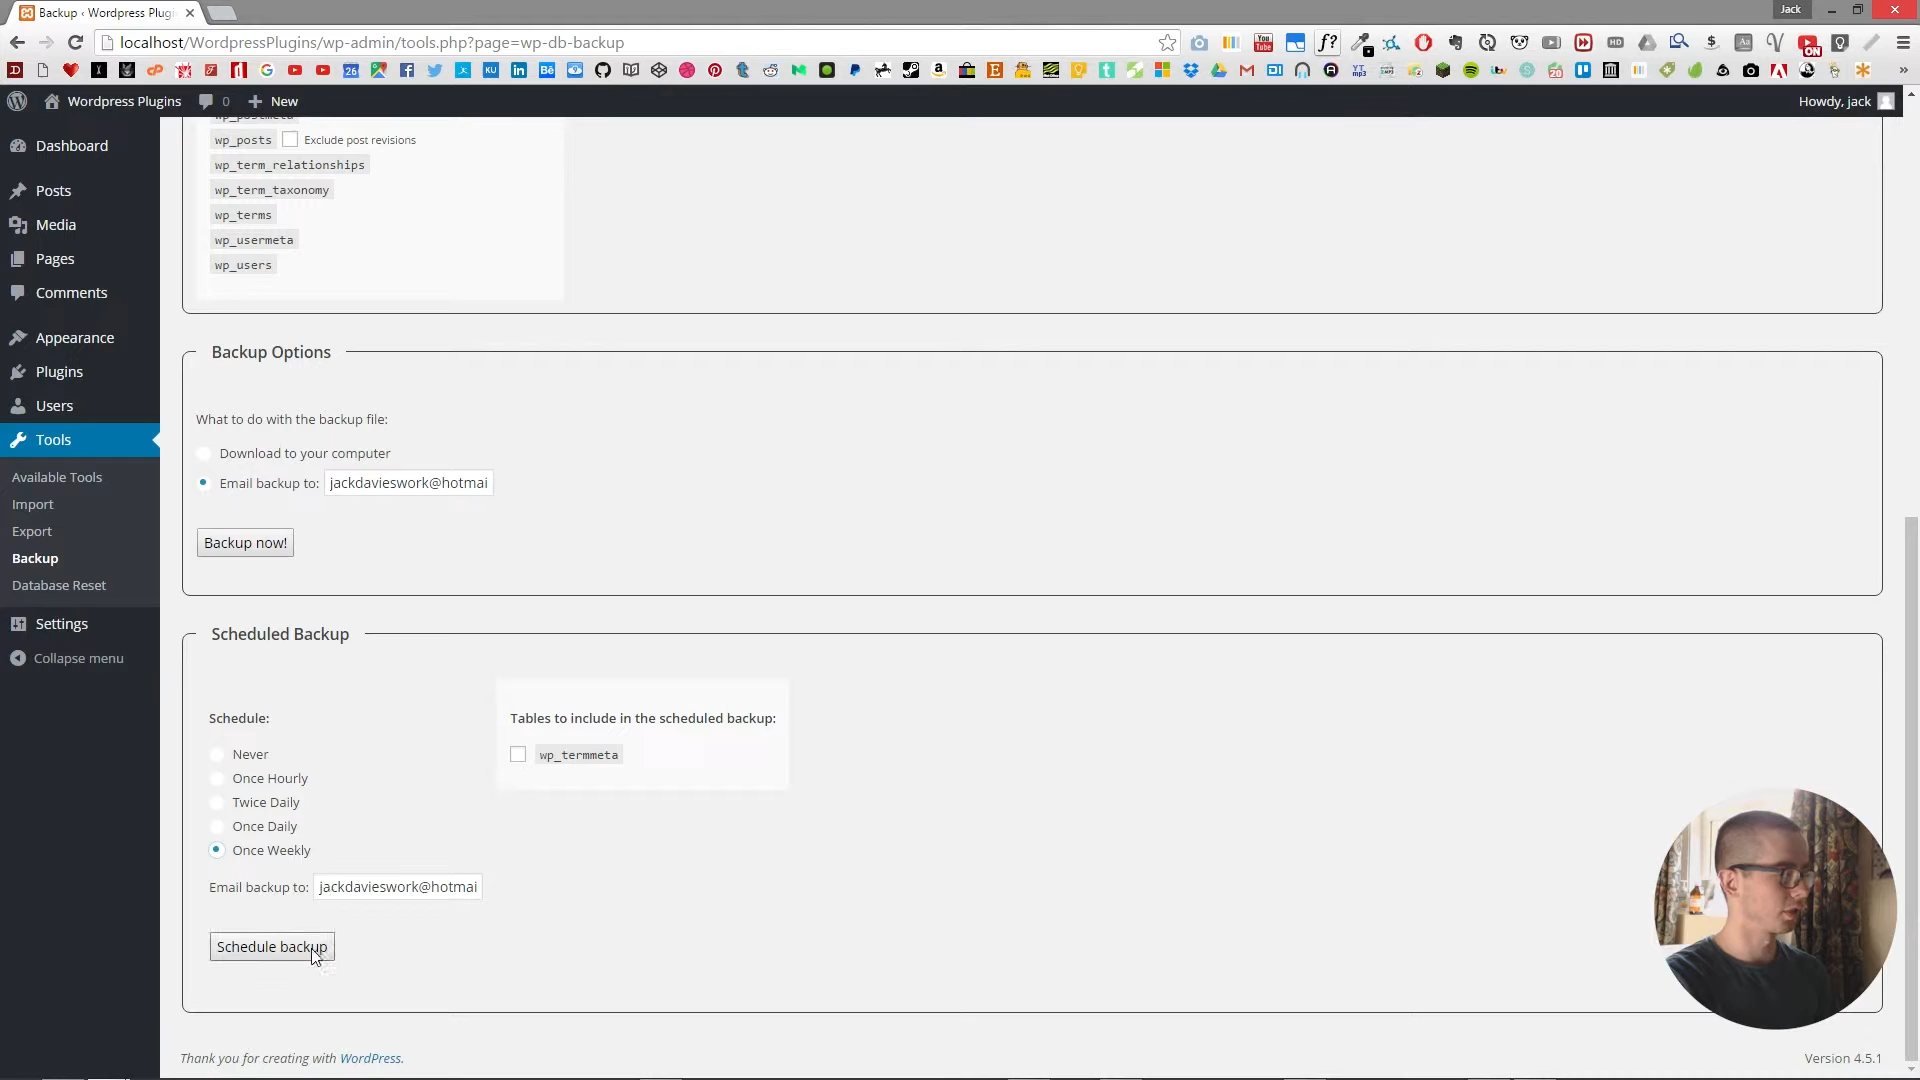 Backup ‹ Wordpress Plugi
Jack
localhost/WordpressPlugins/wp-admin/tools.php?page=wp-db-backup
Wordpress Plugins
0
New
Howdy, jack
Dashboard
Posts
Media
Pages
Comments
Appearance
Plugins
Users
Tools
Available Tools
Import
Export
Backup
Database Reset
Settings
Collapse menu
wp_postmeta
wp_posts Exclude post revisions
wp_term_relationships
wp_term_taxonomy
wp_terms
wp_usermeta
wp_users
Backup Options
What to do with the backup file:
Download to your computer
Email backup to: jackdavieswork@hotmai
Backup now!
Scheduled Backup
Schedule:
Never
Once Hourly
Twice Daily
Once Daily
Once Weekly
Email backup to: jackdavieswork@hotmai
Schedule backup
Tables to include in the scheduled backup:
wp_termmeta
Thank you for creating with WordPress.
Version 4.5.1